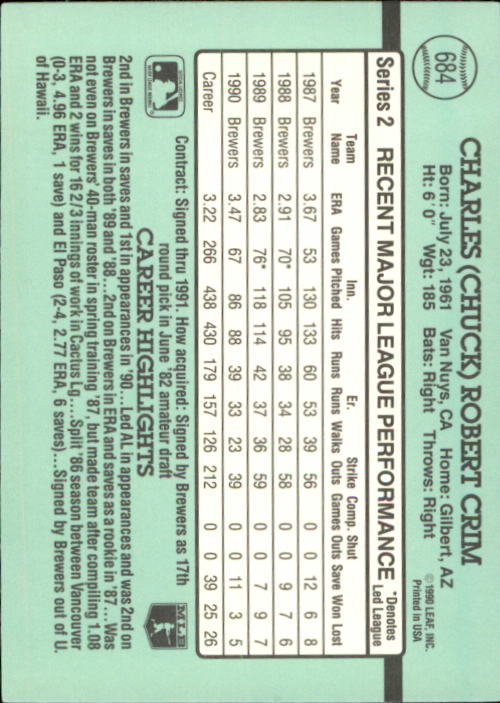 684
CHARLES (CHUCK) ROBERT CRIM
Born: July 23, 1961 Van Nuys, CA Home: Gilbert, AZ
Ht: 6' 0" Wgt: 185 Bats: Right Throws: Right
©1990 LEAF, INC.
Printed in USA
Series 2 RECENT MAJOR LEAGUE PERFORMANCE *Denotes Led League
Year Team Name ERA Games Inn. Pitched Hits Runs Er. Runs Walks Strike Outs Comp. Games Shut Outs Save Won Lost
1987 Brewers 3.67 53 130 133 60 53 39 56 0 0 12 6 8
1988 Brewers 2.91 70* 105 95 38 34 28 58 0 0 9 7 6
1989 Brewers 2.83 76* 118 114 42 37 36 59 0 0 7 9 7
1990 Brewers 3.47 67 86 88 39 33 23 39 0 0 11 3 5
Career 3.22 266 438 430 179 157 126 212 0 0 39 25 26
Contract: Signed thru 1991. How acquired: Signed by Brewers as 17th
round pick in June '82 amateur draft
MLB
CAREER HIGHLIGHTS
2nd in Brewers in saves and 1st in appearances in '90...Led AL in appearances and was 2nd on
Brewers in saves in both '89 and '88...2nd on Brewers in ERA and saves as a rookie in '87...Was
not even on Brewers' 40-man roster in spring training '87, but made team after compiling 1.08
ERA and 2 wins for 16 2/3 innings of work in Cactus Lg....Split '86 season between Vancouver
(0-3, 4.96 ERA, 1 save) and El Paso (2-4, 2.77 ERA, 6 saves)...Signed by Brewers out of U.
of Hawaii.